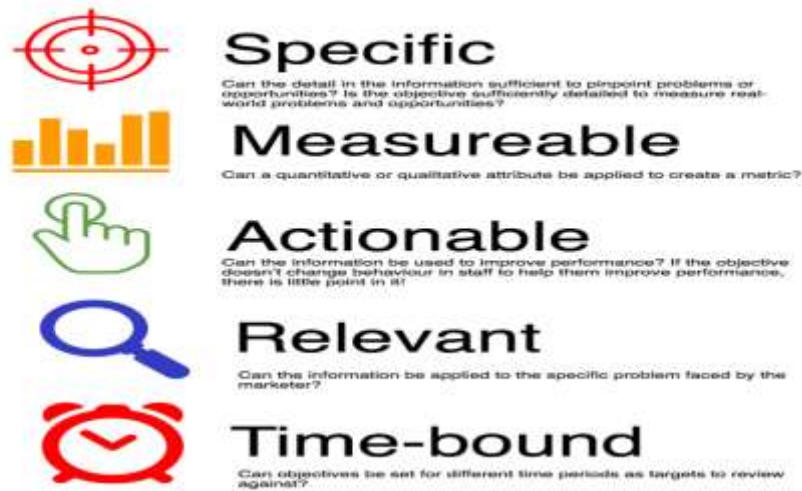 Specific
Can the detail in the information sufficient to pinpoint problems or
opportunities? Is the objective sufficiently detailed to measure real-
world problems and opportunities?
Measureable
Can a quantitative or qualitative attribute be applied to create a metric?
Actionable
Can the information be used to improve performance? If the objective
doesn't change behaviour in staff to help them improve performance,
there is little point in it!
Relevant
Can the information be applied to the specific problem faced by the
marketer?
Time-bound
Can objectives be set for different time periods as targets to review
against?